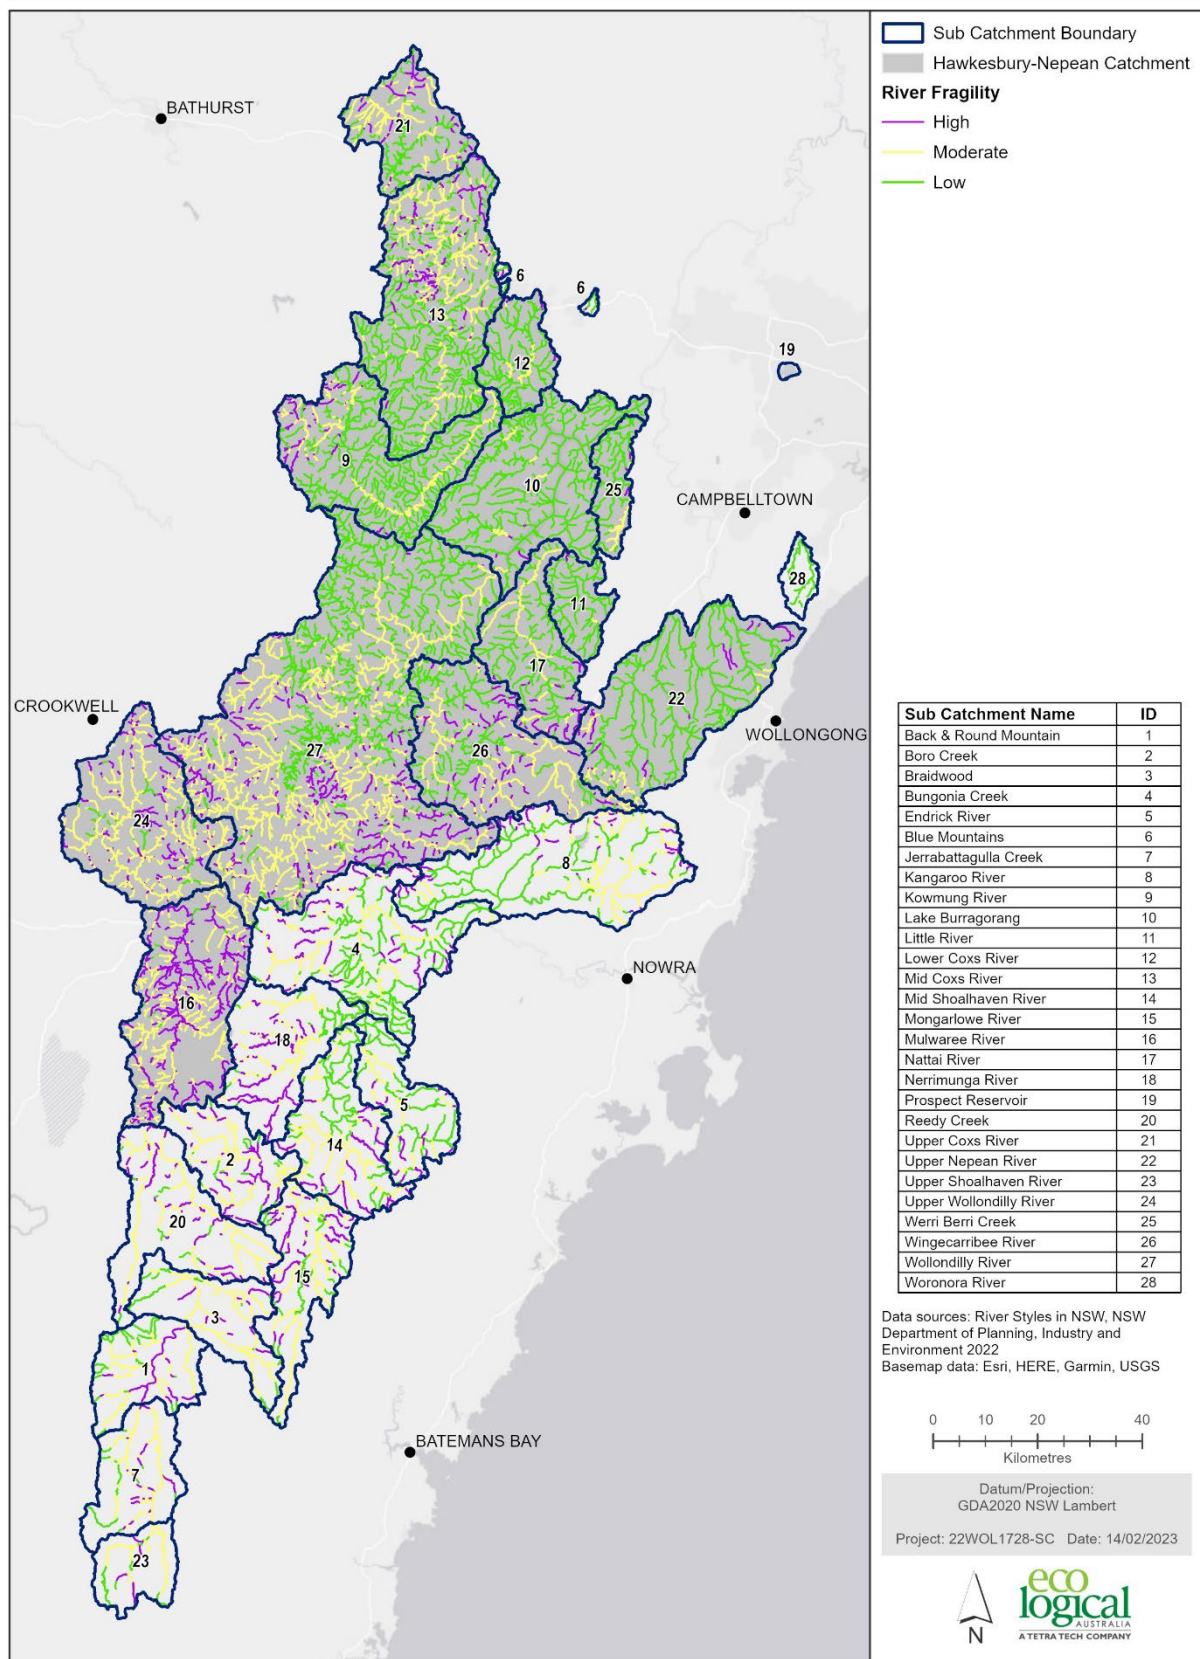 BATHURST
21
6
6
13
19
12
9
10
25
CAMPBELLTOWN
28
11
17
22
CROOKWELL
WOLLONGONG
27
26
24
8
4
NOWRA
16
18
5
14
2
20
15
3
1
BATEMANS BAY
7
23
Sub Catchment Boundary
Hawkesbury-Nepean Catchment
River Fragility
High
Moderate
Low
Sub Catchment Name ID
Back & Round Mountain 1
Boro Creek 2
Braidwood 3
Bungonia Creek 4
Endrick River 5
Blue Mountains 6
Jerrabattagulla Creek 7
Kangaroo River 8
Kowmung River 9
Lake Burragorang 10
Little River 11
Lower Coxs River 12
Mid Coxs River 13
Mid Shoalhaven River 14
Mongarlowe River 15
Mulwaree River 16
Nattai River 17
Nerrimunga River 18
Prospect Reservoir 19
Reedy Creek 20
Upper Coxs River 21
Upper Nepean River 22
Upper Shoalhaven River 23
Upper Wollondilly River 24
Werri Berri Creek 25
Wingecarribee River 26
Wollondilly River 27
Woronora River 28
Data sources: River Styles in NSW, NSW
Department of Planning, Industry and
Environment 2022
Basemap data: Esri, HERE, Garmin, USGS
0 10 20 40
Kilometres
Datum/Projection:
GDA2020 NSW Lambert
Project: 22WOL1728-SC Date: 14/02/2023
N
eco
logical
AUSTRALIA
A TETRA TECH COMPANY